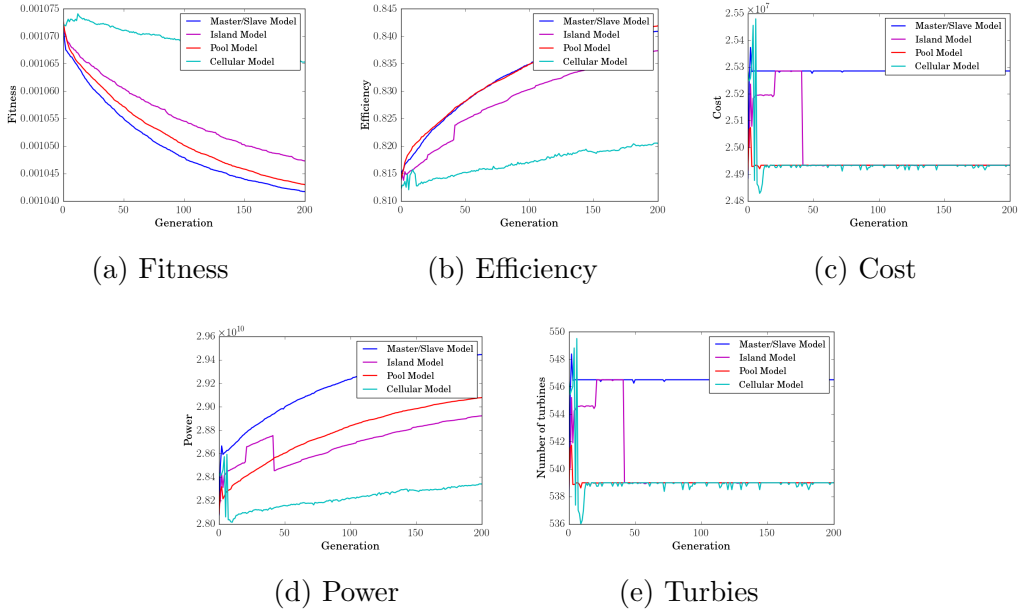 0.001075
0.001070
0.001065
0.001060
0.001055
0.001050
0.001045
0.001040
0 50 100 150 200
Fitness
Generation
Master/Slave Model
Island Model
Pool Model
Cellular Model
(a) Fitness
0.845
0.840
0.835
0.830
0.825
0.820
0.815
0.810
0 50 100 150 200
Efficiency
Generation
Master/Slave Model
Island Model
Pool Model
Cellular Model
(b) Efficiency
×10⁷
2.55
2.54
2.53
2.52
2.51
2.50
2.49
2.48
0 50 100 150 200
Cost
Generation
Master/Slave Model
Island Model
Pool Model
Cellular Model
(c) Cost
×10¹⁰
2.96
2.94
2.92
2.90
2.88
2.86
2.84
2.82
2.80
0 50 100 150 200
Power
Generation
Master/Slave Model
Island Model
Pool Model
Cellular Model
(d) Power
550
548
546
544
542
540
538
536
0 50 100 150 200
Number of turbines
Generation
Master/Slave Model
Island Model
Pool Model
Cellular Model
(e) Turbies